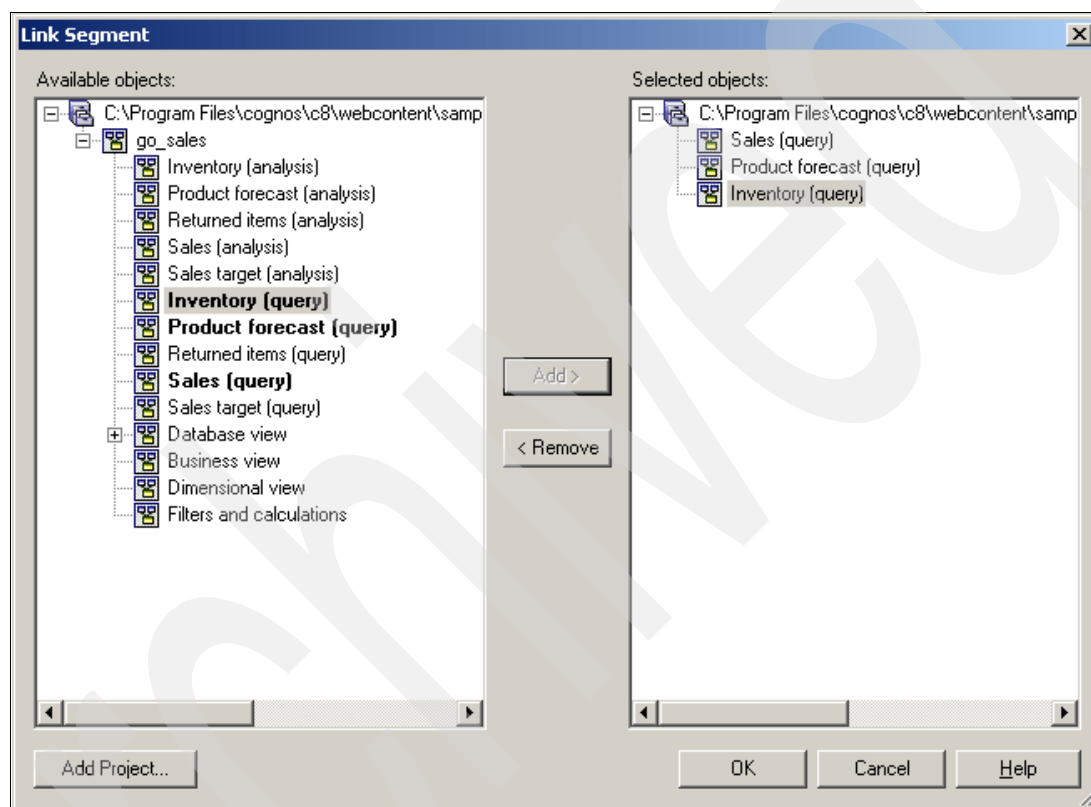 Link Segment
Available objects:
C:\Program Files\cognos\c8\webcontent\samp
go_sales
Inventory (analysis)
Product forecast (analysis)
Returned items (analysis)
Sales (analysis)
Sales target (analysis)
Inventory (query)
Product forecast (query)
Returned items (query)
Sales (query)
Sales target (query)
Database view
Business view
Dimensional view
Filters and calculations
Add Project...
Add >
< Remove
Selected objects:
C:\Program Files\cognos\c8\webcontent\samp
Sales (query)
Product forecast (query)
Inventory (query)
OK
Cancel
Help